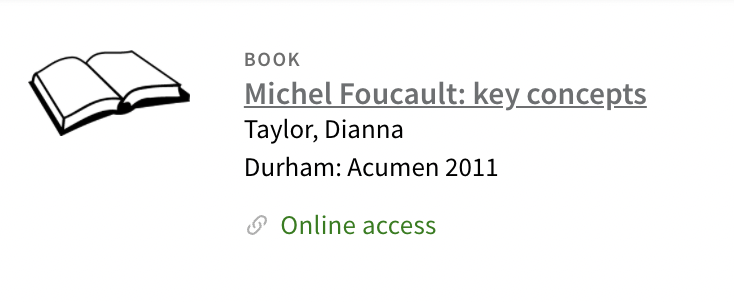 BOOK
Michel Foucault: key concepts
Taylor, Dianna
Durham: Acumen 2011
Online access